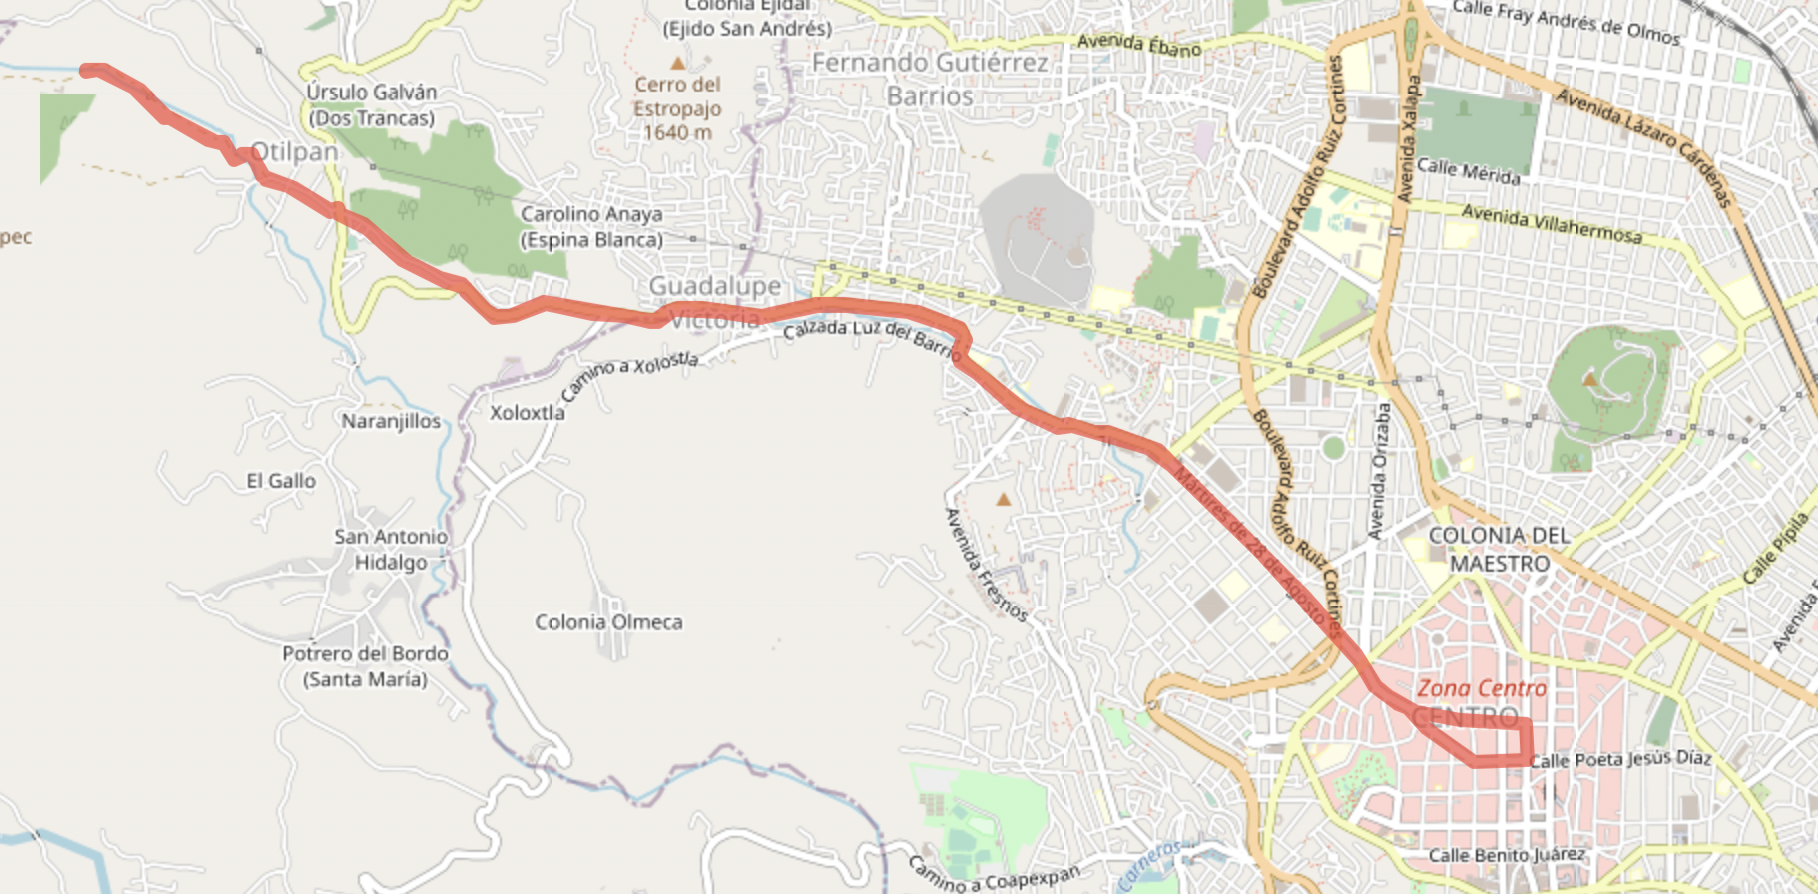 Colonia Ejidal
(Ejido San Andrés)
Calle Fray Andrés de Olmos
Avenida Ébano
Fernando Gutiérrez
Barrios
Cerro del
Estropajo
1640 m
Úrsulo Galván
(Dos Trancas)
Otilpan
Boulevard Adolfo Ruiz Cortines
Avenida Xalapa
Avenida Lázaro Cárdenas
Calle Mérida
Avenida Villahermosa
pec
Carolino Anaya
(Espina Blanca)
Guadalupe
Victoria
Calzada Luz del Barrio
Camino a Xolostla
Xoloxtla
Naranjillos
El Gallo
San Antonio
Hidalgo
Potrero del Bordo
(Santa María)
Colonia Olmeca
Avenida Fresnos
Mártires de 28 de Agosto
Boulevard Adolfo Ruiz Cortines
Avenida Orizaba
COLONIA DEL
MAESTRO
Calle Pípila
Avenida
Zona Centro
CENTRO
Calle Poeta Jesús Díaz
Calle Benito Juárez
Camino a Coapexpan
Carneros